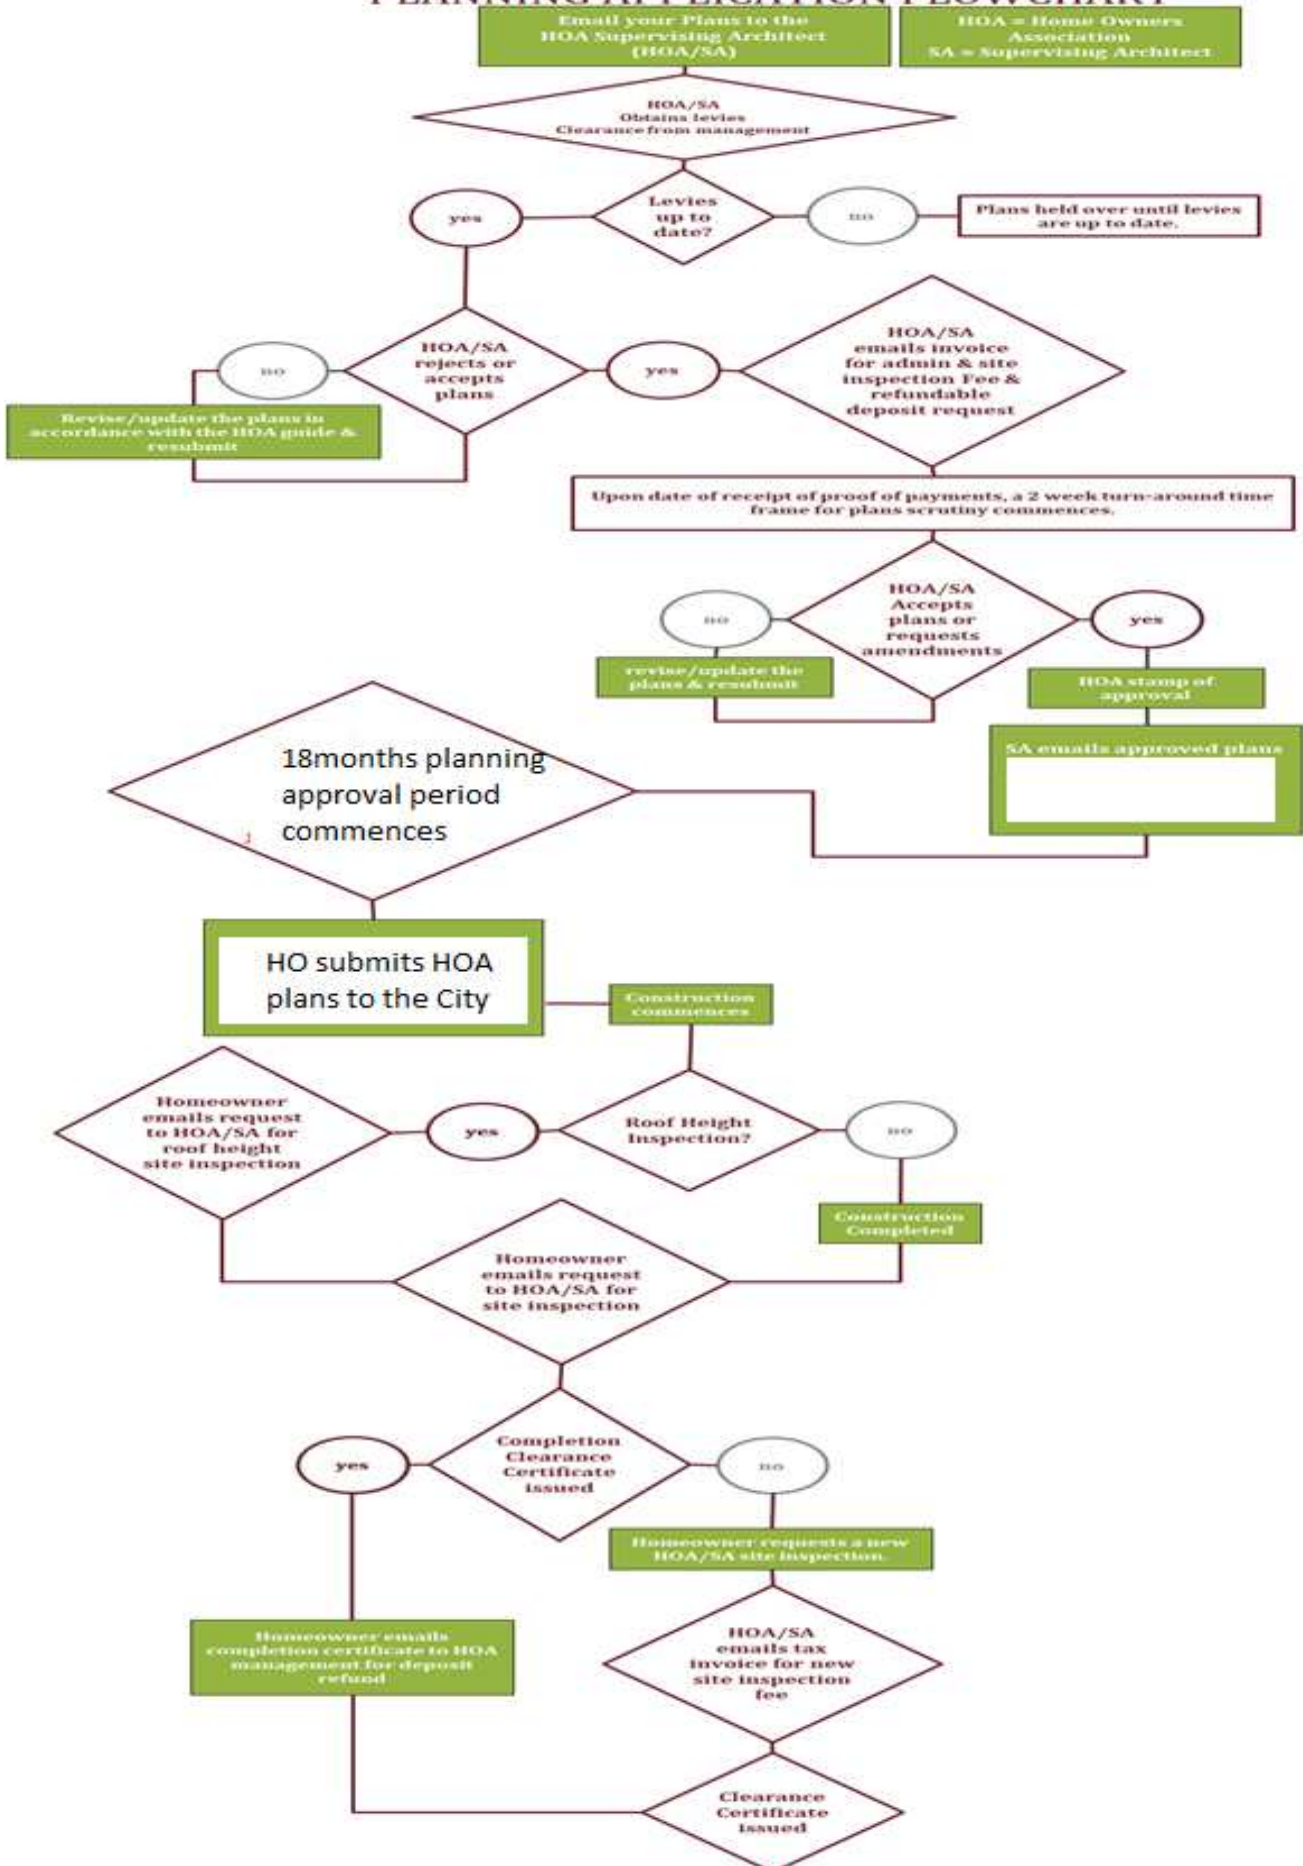 PLANNING APPLICATION FLOWCHART
Email your Plans to the
HOA Supervising Architect
(HOA/SA)
HOA = Home Owners
Association
SA = Supervising Architect
HOA/SA
Obtains levies
Clearance from management
Levies
up to
date?
yes
no
Plans held over until levies
are up to date.
HOA/SA
rejects or
accepts
plans
no
yes
HOA/SA
emails invoice
for admin & site
inspection Fee &
refundable
deposit request
Revise/update the plans in
accordance with the HOA guide &
resubmit
Upon date of receipt of proof of payments, a 2 week turn-around time
frame for plans scrutiny commences.
HOA/SA
Accepts
plans or
requests
amendments
no
yes
revise/update the
plans & resubmit
HOA stamp of
approval
SA emails approved plans
18months planning
approval period
commences
HO submits HOA
plans to the City
Construction
commences
Homeowner
emails request
to HOA/SA for
roof height
site inspection
yes
Roof Height
Inspection?
no
Construction
Completed
Homeowner
emails request
to HOA/SA for
site inspection
Completion
Clearance
Certificate
issued
yes
no
Homeowner requests a new
HOA/SA site inspection.
Homeowner emails
completion certificate to HOA
management for deposit
refund
HOA/SA
emails tax
invoice for new
site inspection
fee
Clearance
Certificate
issued